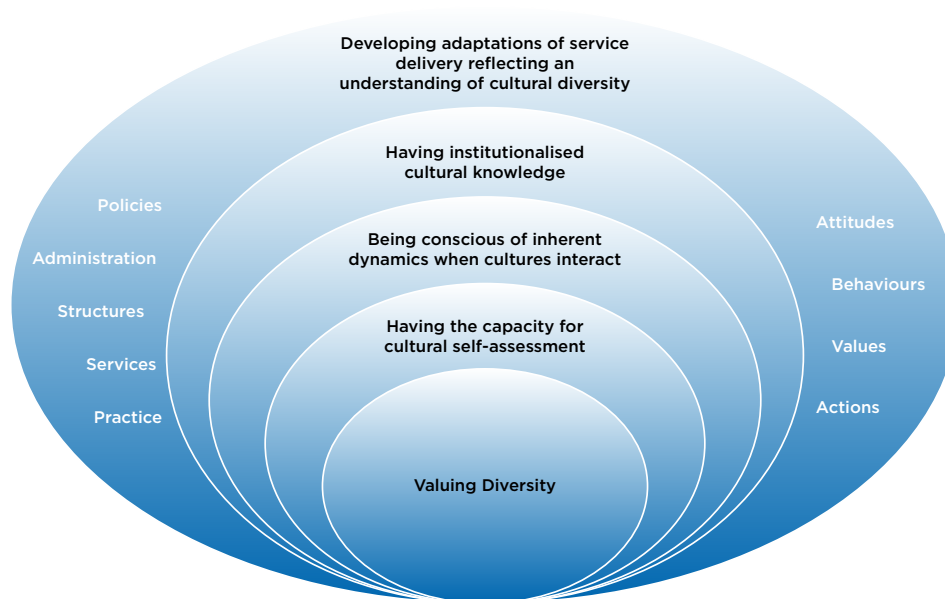 Developing adaptations of service
delivery reflecting an
understanding of cultural diversity
Having institutionalised
cultural knowledge
Being conscious of inherent
dynamics when cultures interact
Having the capacity for
cultural self-assessment
Valuing Diversity
Policies
Administration
Structures
Services
Practice
Attitudes
Behaviours
Values
Actions